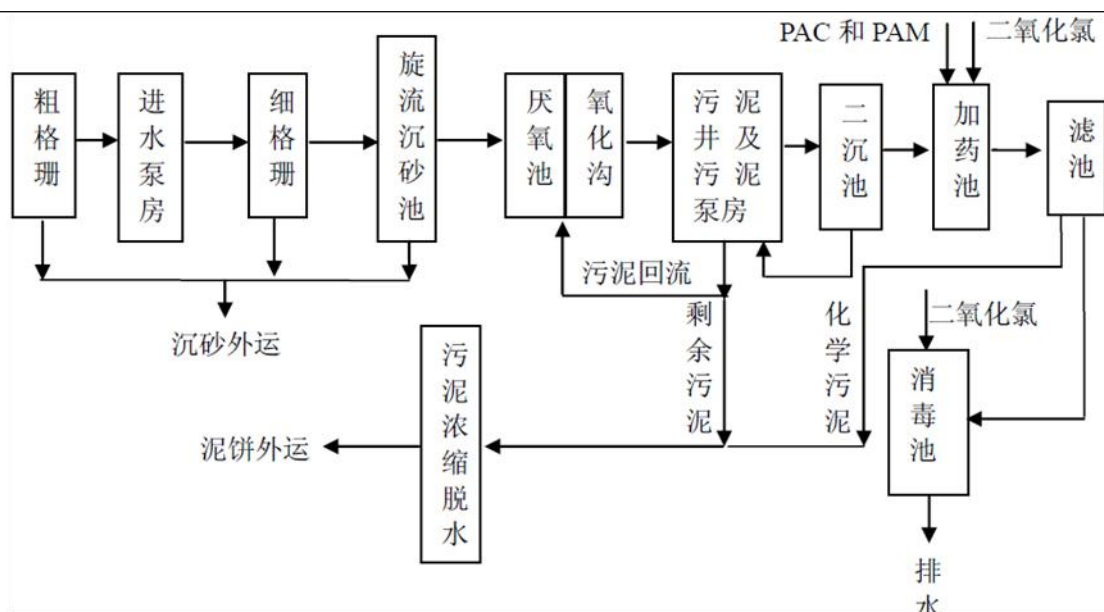 PAC 和 PAM
二氧化氯
粗格珊
进水泵房
细格珊
旋流沉砂池
厌氧池
氧化沟
污 泥
井 及
污 泥
泵房
二沉池
加药池
滤池
污泥回流
沉砂外运
剩余污泥
化学污泥
二氧化氯
消毒池
污泥浓缩脱水
泥饼外运
排水